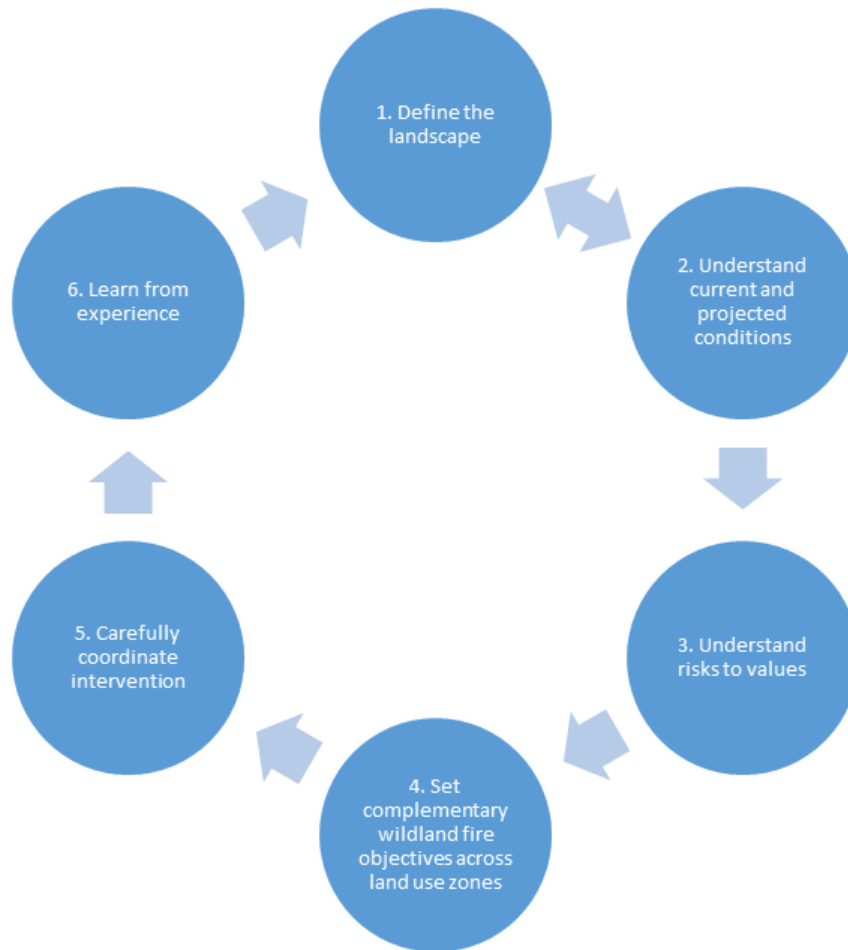 1. Define the
landscape
2. Understand
current and
projected
conditions
3. Understand
risks to values
4. Set
complementary
wildland fire
objectives across
land use zones
5. Carefully
coordinate
intervention
6. Learn from
experience